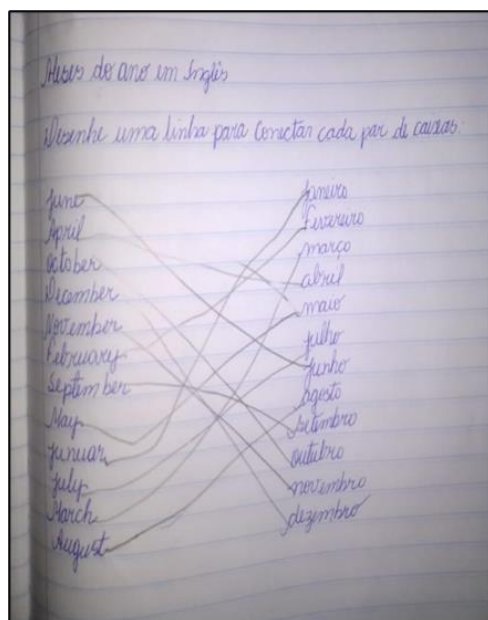 Meses do ano em Inglês
Desenhe uma linha para conectar cada par de caixas.
June
April
October
December
November
February
September
May
januar
july
March
August
janeiro
Fevereiro
março
abril
maio
julho
junho
agosto
setembro
outubro
novembro
dezembro